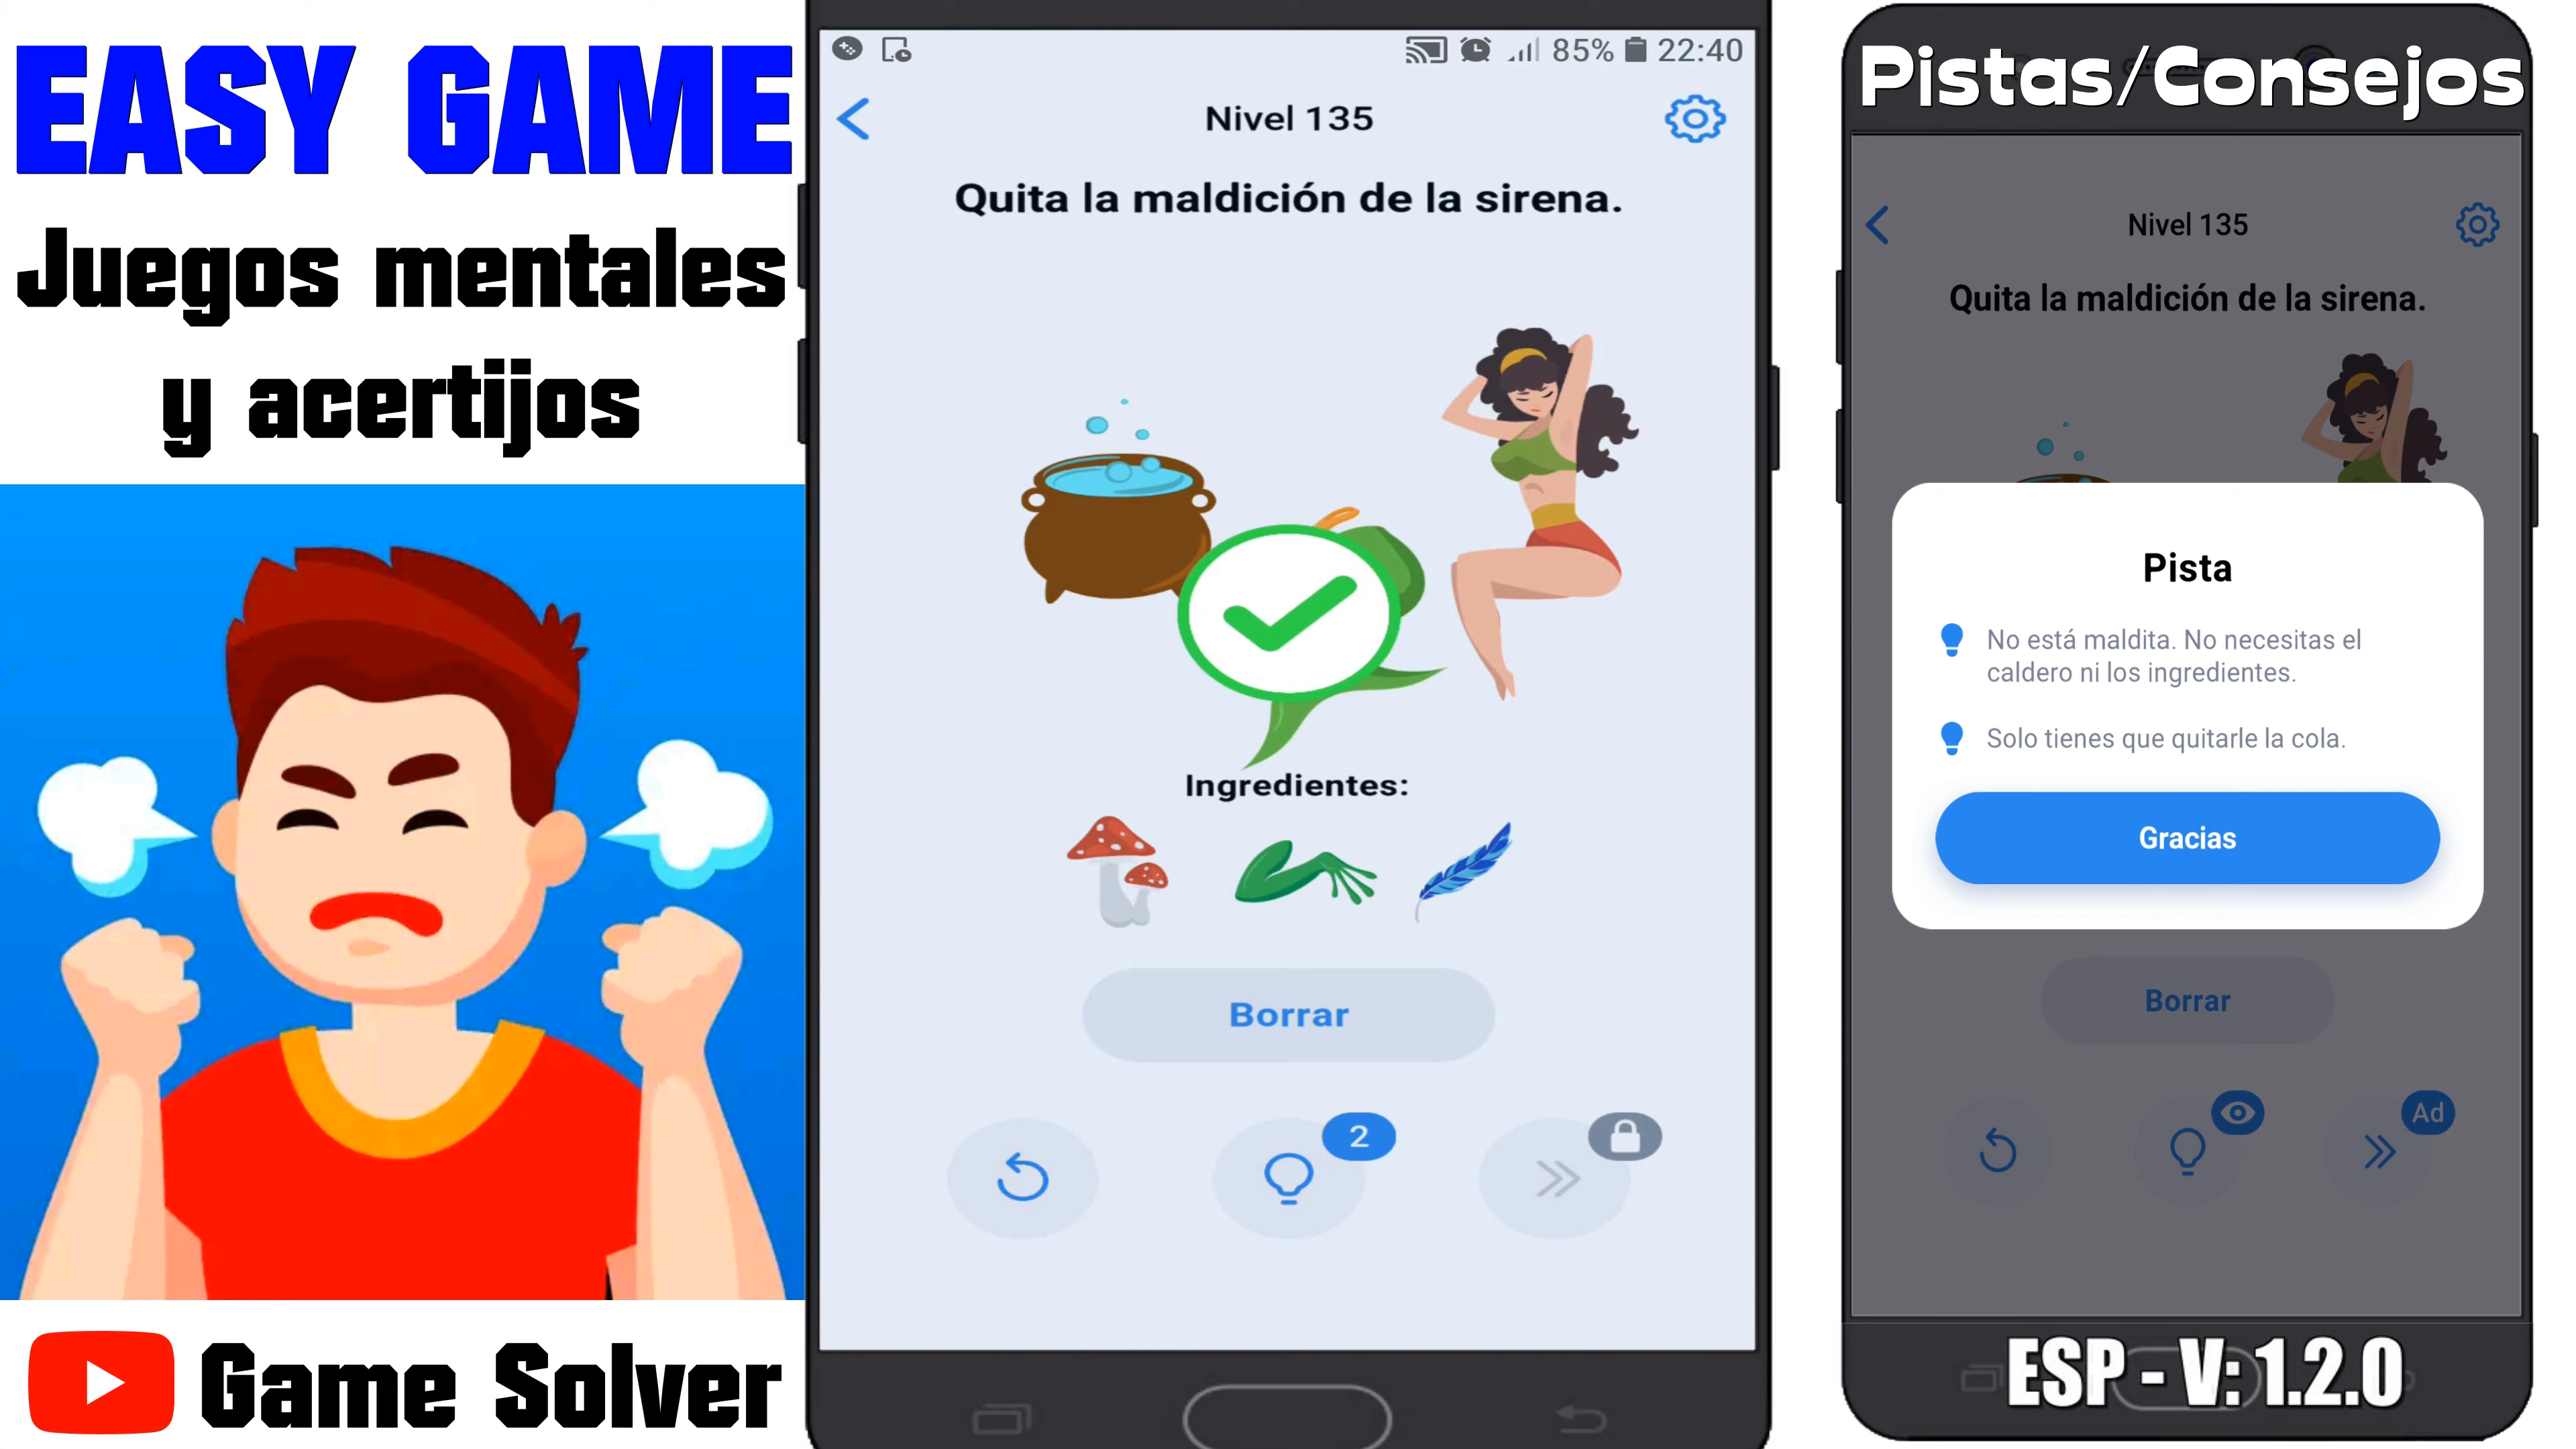 EASY GAME
Juegos mentales
y acertijos
Game Solver
85% 22:40
Nivel 135
Quita la maldición de la sirena.
Ingredientes:
Borrar
2
Pistas/Consejos
Nivel 135
Quita la maldición de la sirena.
Pista
No está maldita. No necesitas el
caldero ni los ingredientes.
Solo tienes que quitarle la cola.
Gracias
Borrar
Ad
ESP - V: 1.2.0